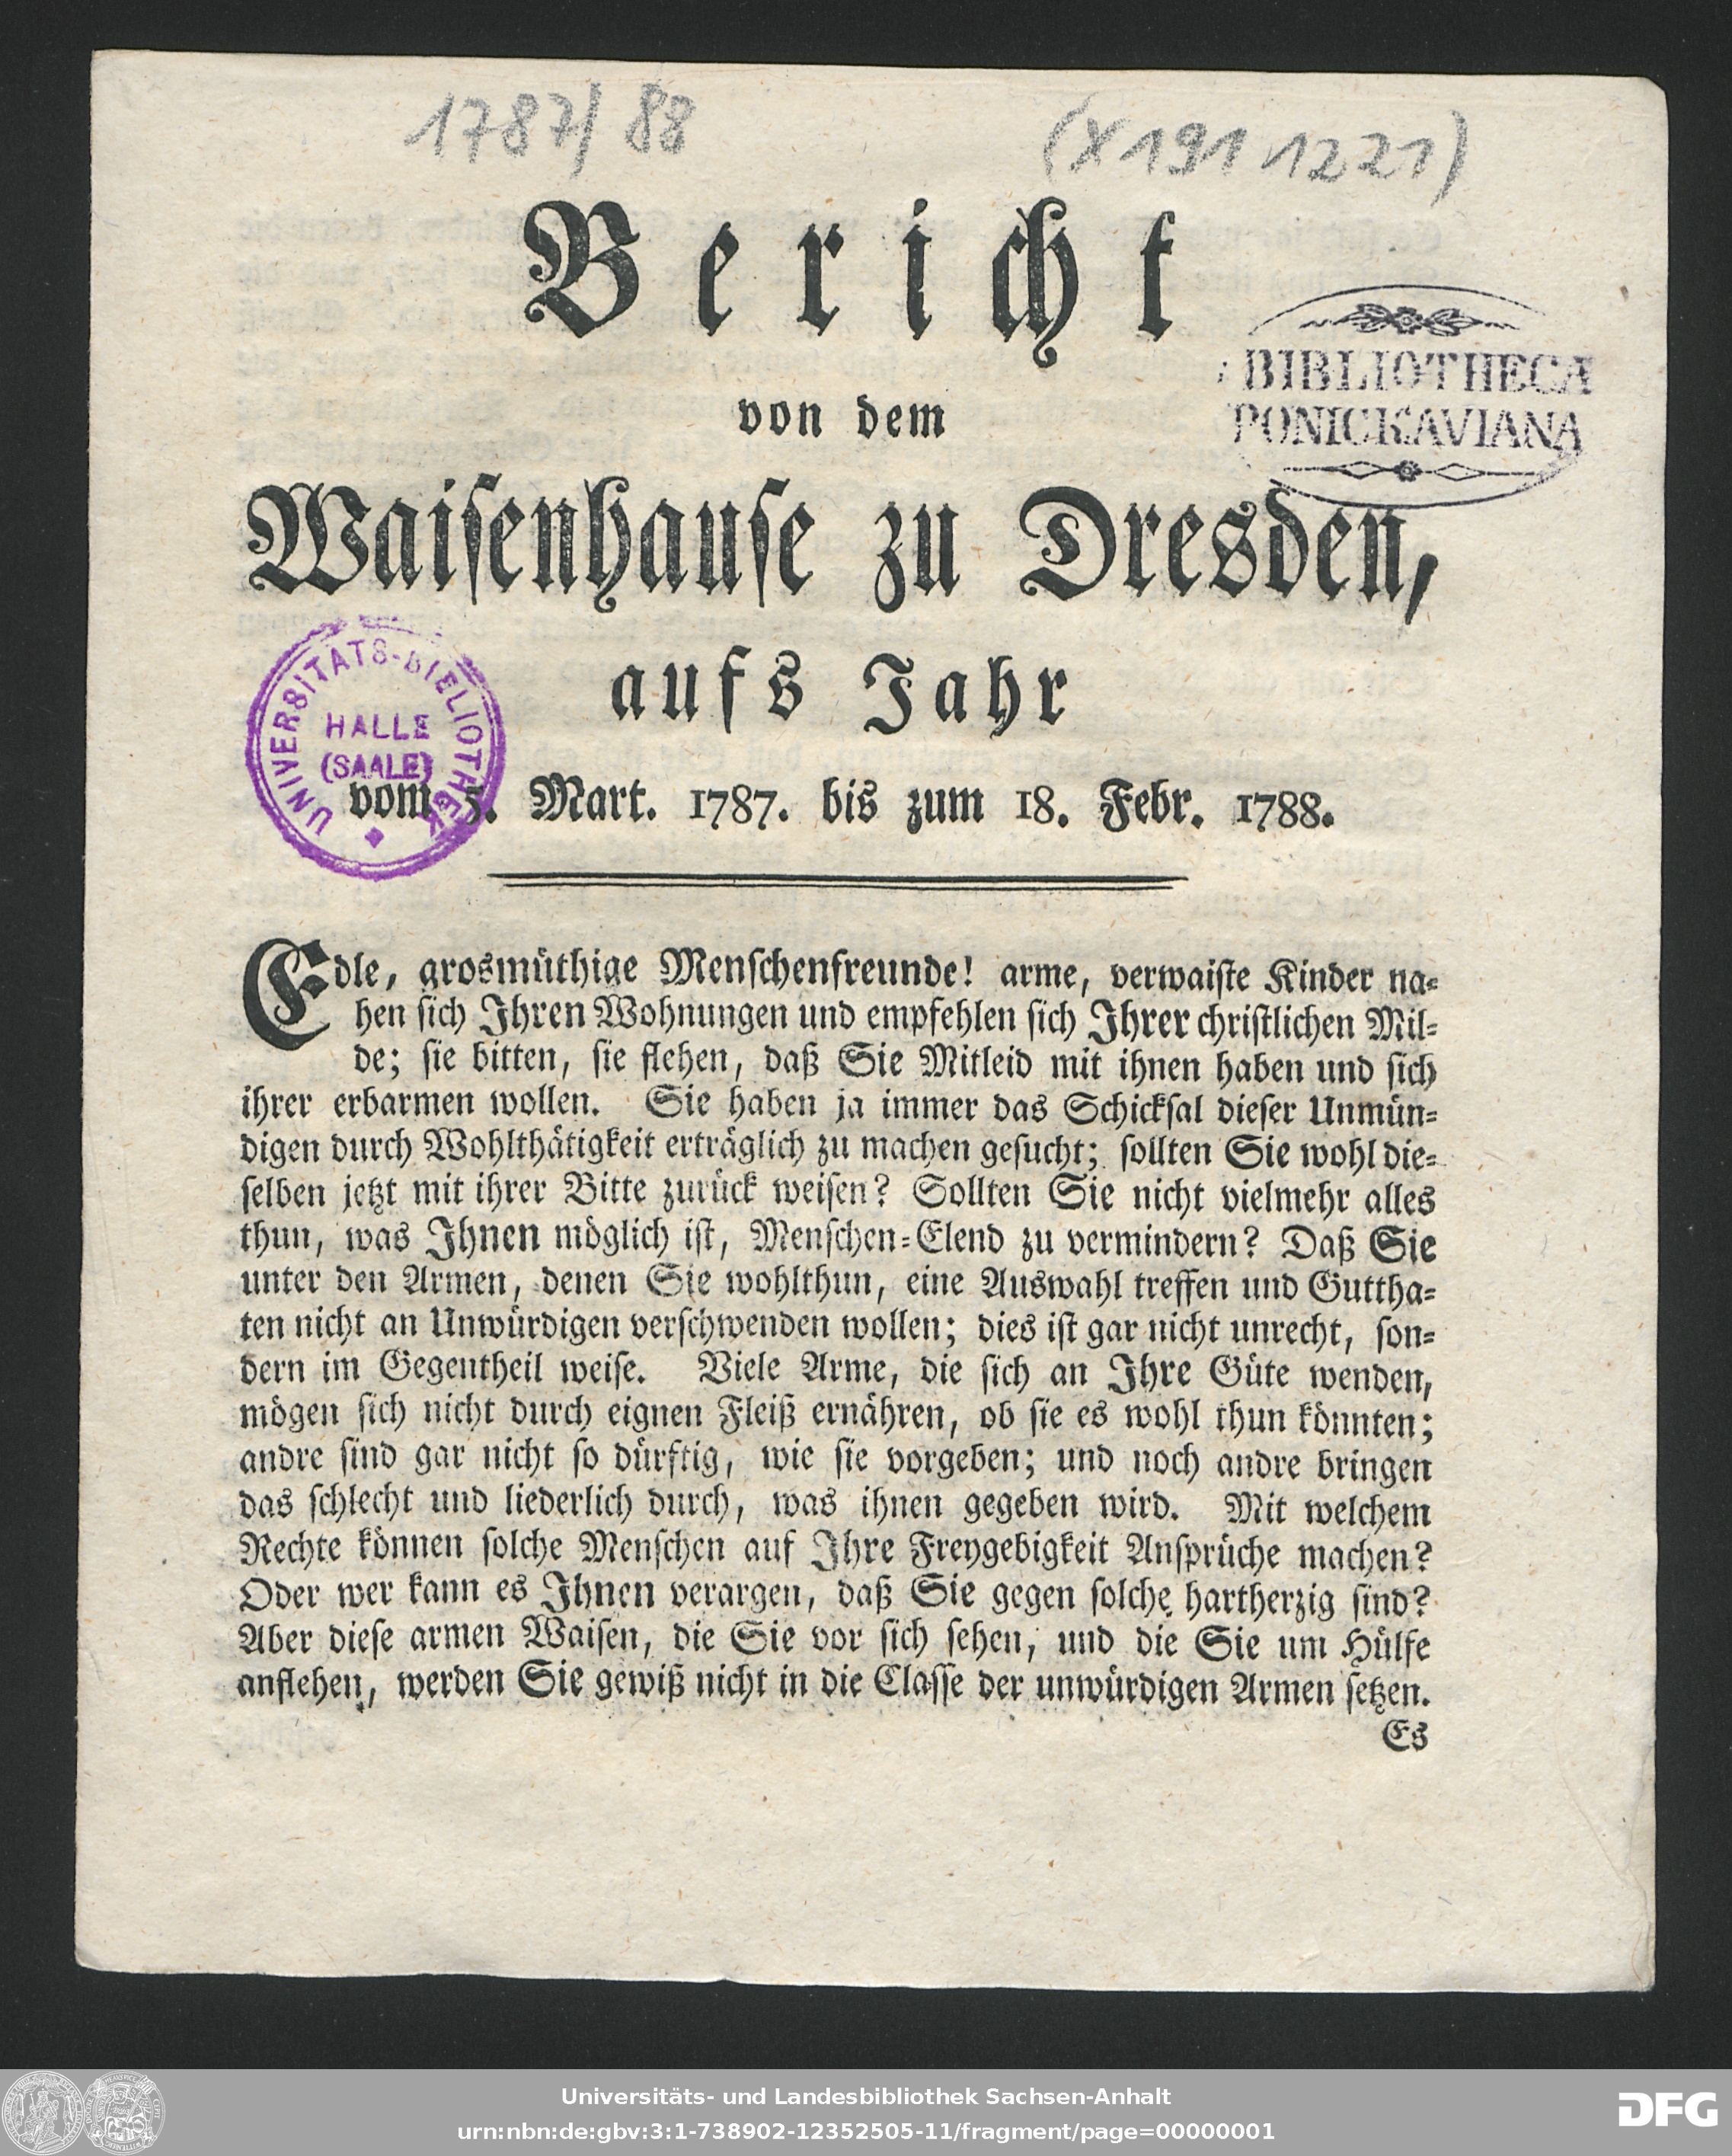 1787/88
(X1911221)
Bericht
von dem
BIBLIOTHECA
PONICKAVIANA
Waisenhause zu Dresden,
aufs Jahr
UNIVERSITÄTS-BIBLIOTHEK
HALLE
(SAALE)
vom 5. Mart. 1787. bis zum 18. Febr. 1788.
Edle, grosmüthige Menschenfreunde! arme, verwaiste Kinder na-
hen sich Ihren Wohnungen und empfehlen sich Ihrer christlichen Mil-
de; sie bitten, sie flehen, daß Sie Mitleid mit ihnen haben und sich
ihrer erbarmen wollen. Sie haben ja immer das Schicksal dieser Unmün-
digen durch Wohlthätigkeit erträglich zu machen gesucht; sollten Sie wohl die-
selben jetzt mit ihrer Bitte zurück weisen? Sollten Sie nicht vielmehr alles
thun, was Ihnen möglich ist, Menschen-Elend zu vermindern? Daß Sie
unter den Armen, denen Sie wohlthun, eine Auswahl treffen und Guttha-
ten nicht an Unwürdigen verschwenden wollen; dies ist gar nicht unrecht, son-
dern im Gegentheil weise. Viele Arme, die sich an Ihre Güte wenden,
mögen sich nicht durch eignen Fleiß ernähren, ob sie es wohl thun könnten;
andre sind gar nicht so dürftig, wie sie vorgeben; und noch andre bringen
das schlecht und liederlich durch, was ihnen gegeben wird. Mit welchem
Rechte können solche Menschen auf Ihre Freygebigkeit Ansprüche machen?
Oder wer kann es Ihnen verargen, daß Sie gegen solche hartherzig sind?
Aber diese armen Waisen, die Sie vor sich sehen, und die Sie um Hülfe
anflehen, werden Sie gewiß nicht in die Classe der unwürdigen Armen setzen.
Es
Universitäts- und Landesbibliothek Sachsen-Anhalt
urn:nbn:de:gbv:3:1-738902-12352505-11/fragment/page=00000001
DFG